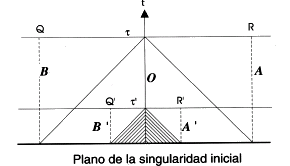 t
Q τ R
B O A
Q' τ' R'
B' A'
Plano de la singularidad inicial